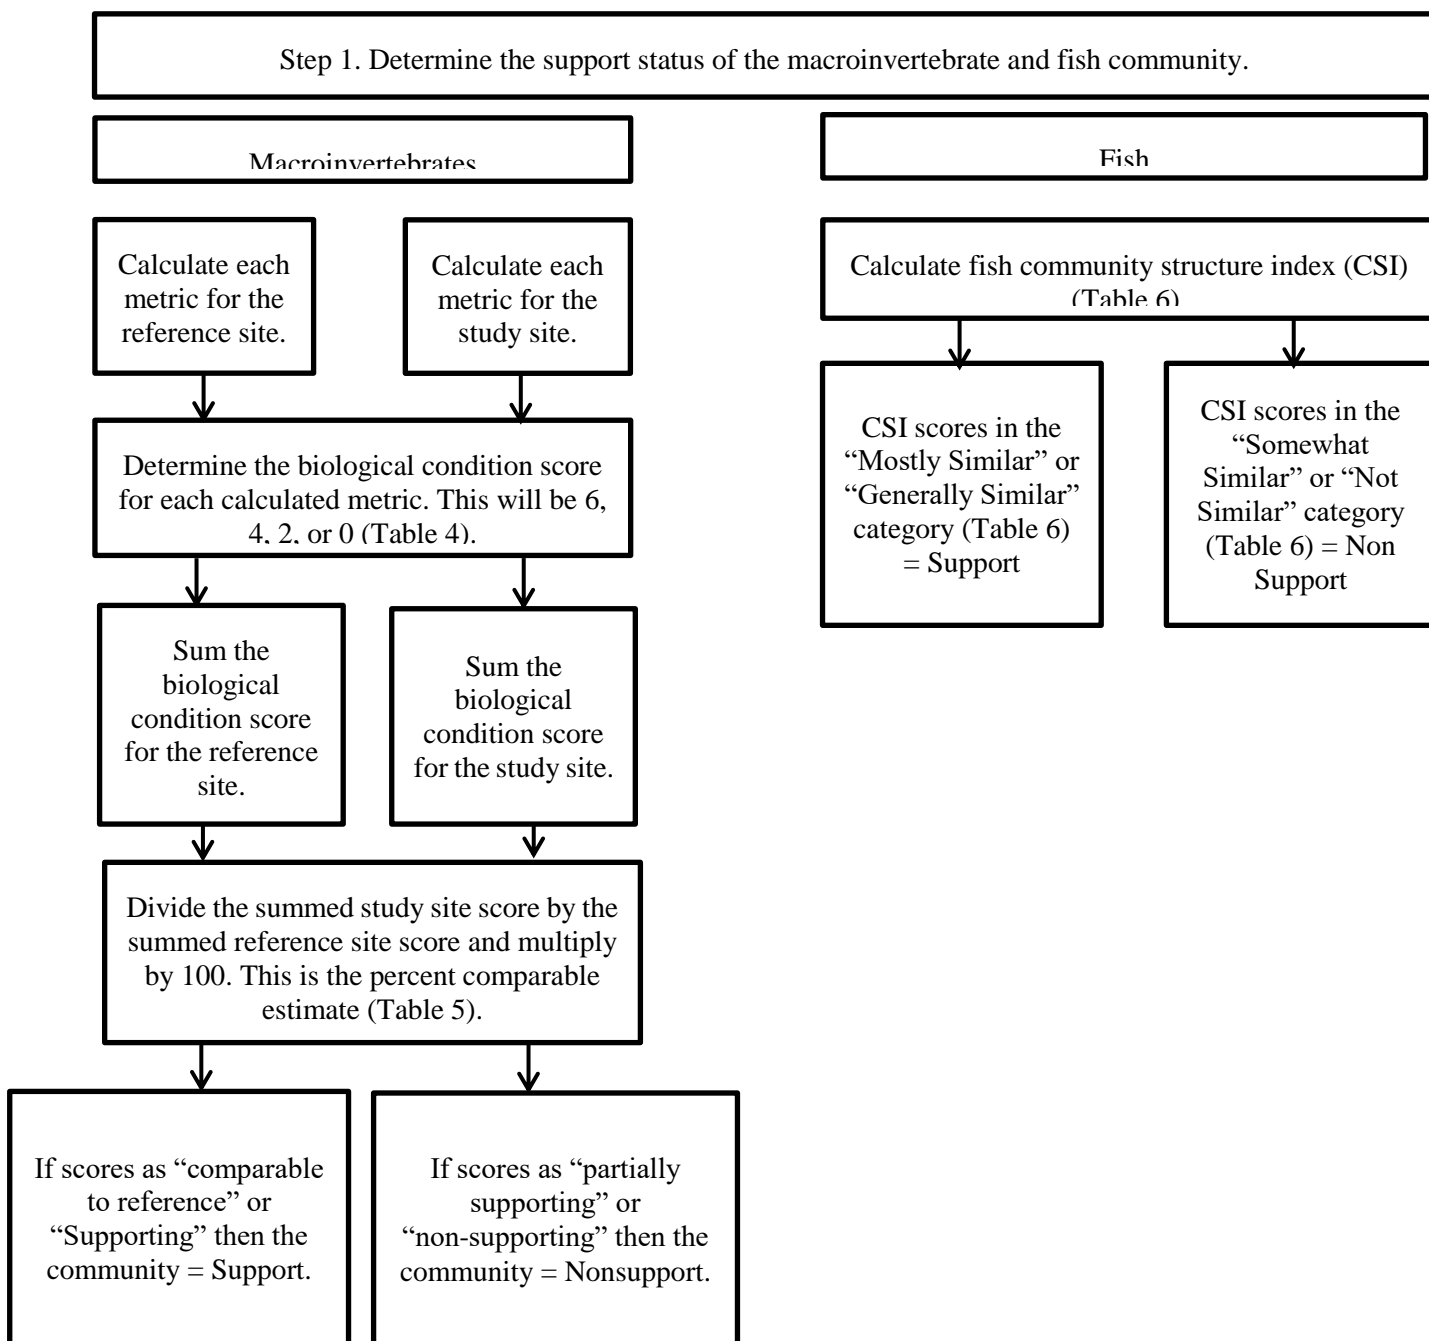 Step 1. Determine the support status of the macroinvertebrate and fish community.
Macroinvertebrates
Fish
Calculate each
metric for the
reference site.
Calculate each
metric for the
study site.
Calculate fish community structure index (CSI)
(Table 6)
Determine the biological condition score
for each calculated metric. This will be 6,
4, 2, or 0 (Table 4).
CSI scores in the
“Mostly Similar” or
“Generally Similar”
category (Table 6)
= Support
CSI scores in the
“Somewhat
Similar” or “Not
Similar” category
(Table 6) = Non
Support
Sum the
biological
condition score
for the reference
site.
Sum the
biological
condition score
for the study site.
Divide the summed study site score by the
summed reference site score and multiply
by 100. This is the percent comparable
estimate (Table 5).
If scores as “comparable
to reference” or
“Supporting” then the
community = Support.
If scores as “partially
supporting” or
“non-supporting” then the
community = Nonsupport.